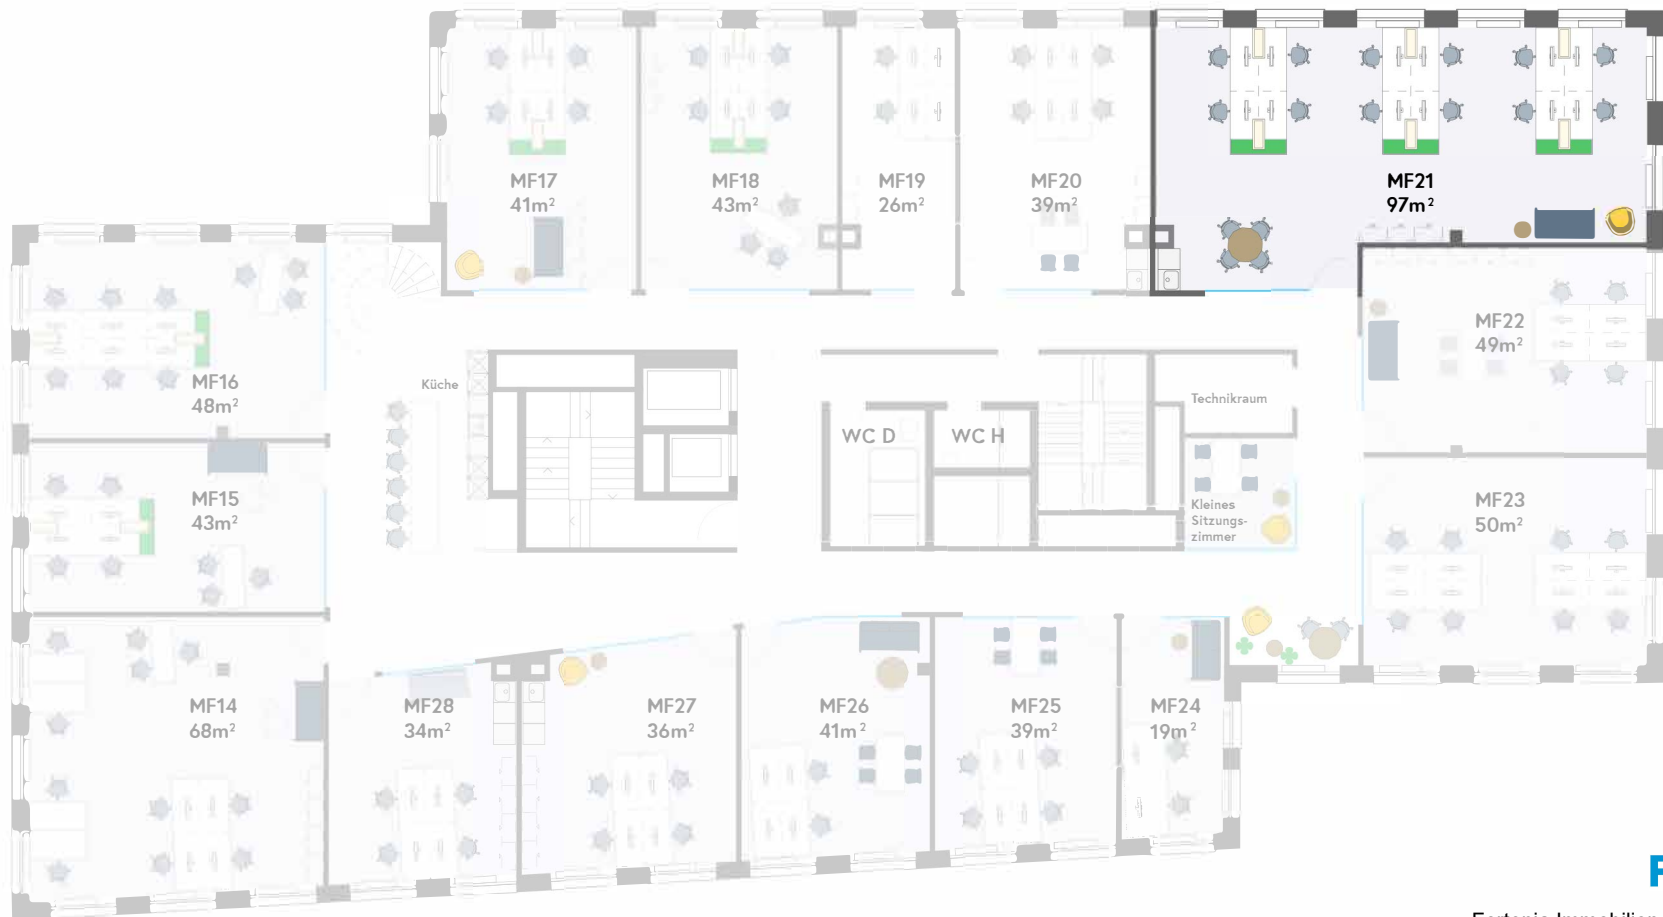 MF17
41m²
MF18
43m²
MF19
26m²
MF20
39m²
MF21
97m²
MF22
49m²
MF16
48m²
Küche
Technikraum
WC D
WC H
MF15
43m²
Kleines
Sitzungs-
zimmer
MF23
50m²
MF14
68m²
MF28
34m²
MF27
36m²
MF26
41m²
MF25
39m²
MF24
19m²